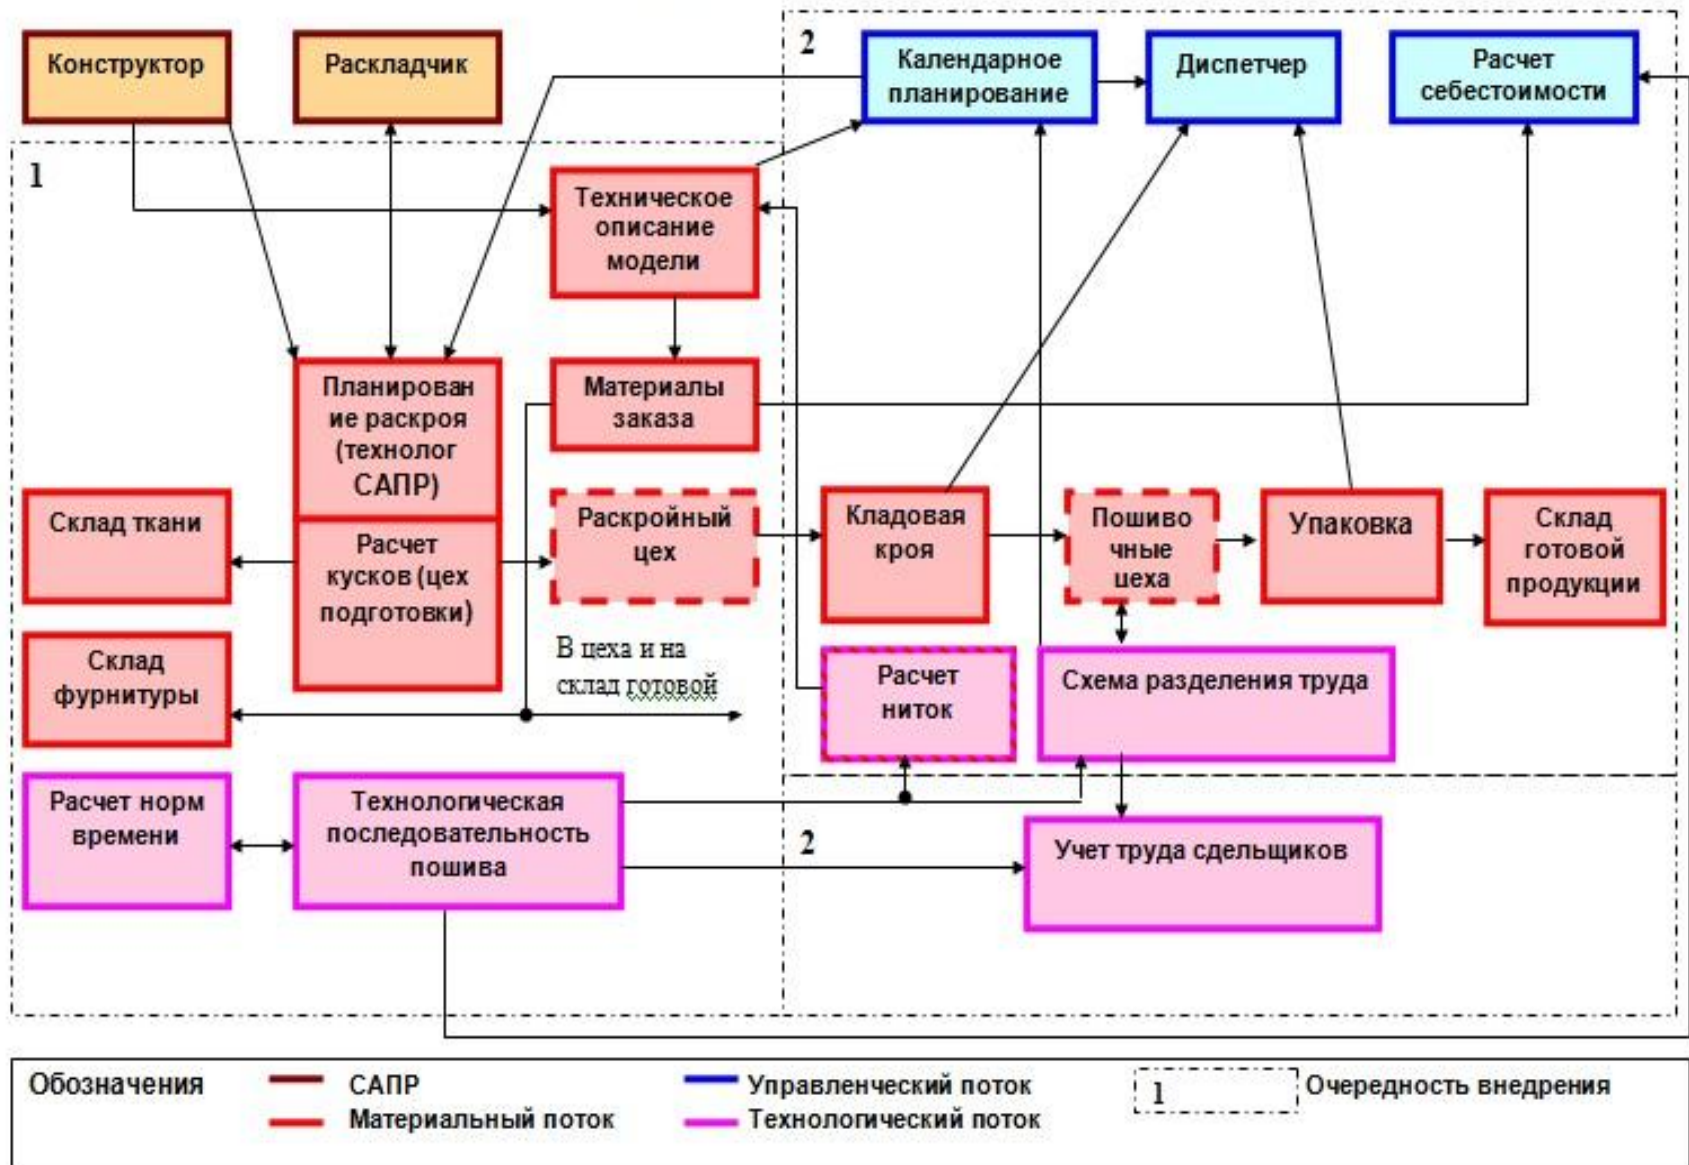 Конструктор
Раскладчик
2
Календарное
планирование
Диспетчер
Расчет
себестоимости
1
Техническое
описание
модели
Планирован
ие раскроя
(технолог
САПР)
Материалы
заказа
Склад ткани
Расчет
кусков (цех
подготовки)
Раскройный
цех
Кладовая
кроя
Пошиво
чные
цеха
Упаковка
Склад
готовой
продукции
Склад
фурнитуры
В цеха и на
склад готовой
Расчет
ниток
Схема разделения труда
Расчет норм
времени
Технологическая
последовательность
пошива
2
Учет труда сдельщиков
Обозначения
САПР
Материальный поток
Управленческий поток
Технологический поток
1
Очередность внедрения